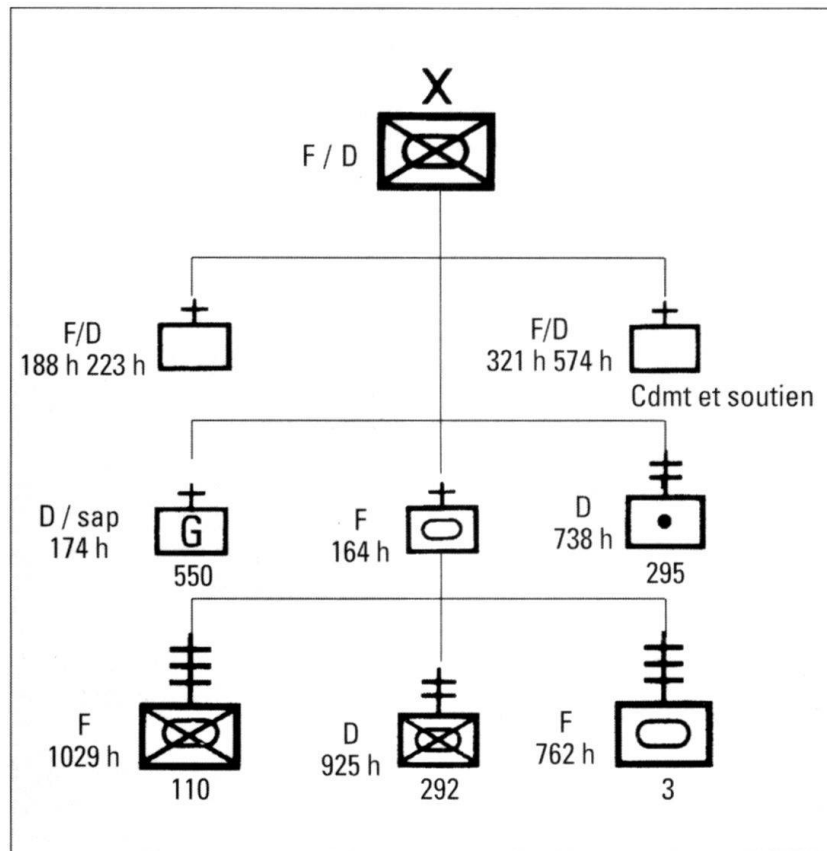 X
F / D
F/D
188 h 223 h
F/D
321 h 574 h
Cdmt et soutien
D / sap
174 h
G
550
F
164 h
D
738 h
295
F
1029 h
110
D
925 h
292
F
762 h
3